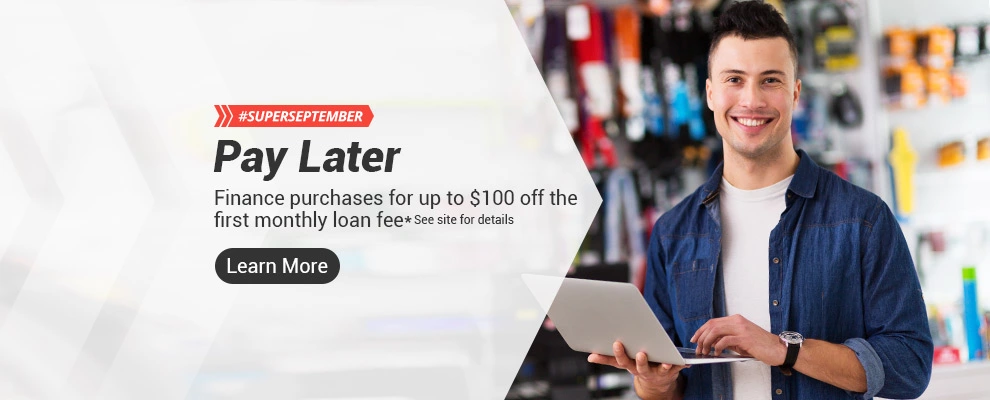 #SUPERSEPTEMBER
Pay Later
Finance purchases for up to $100 off the
first monthly loan fee* See site for details
Learn More